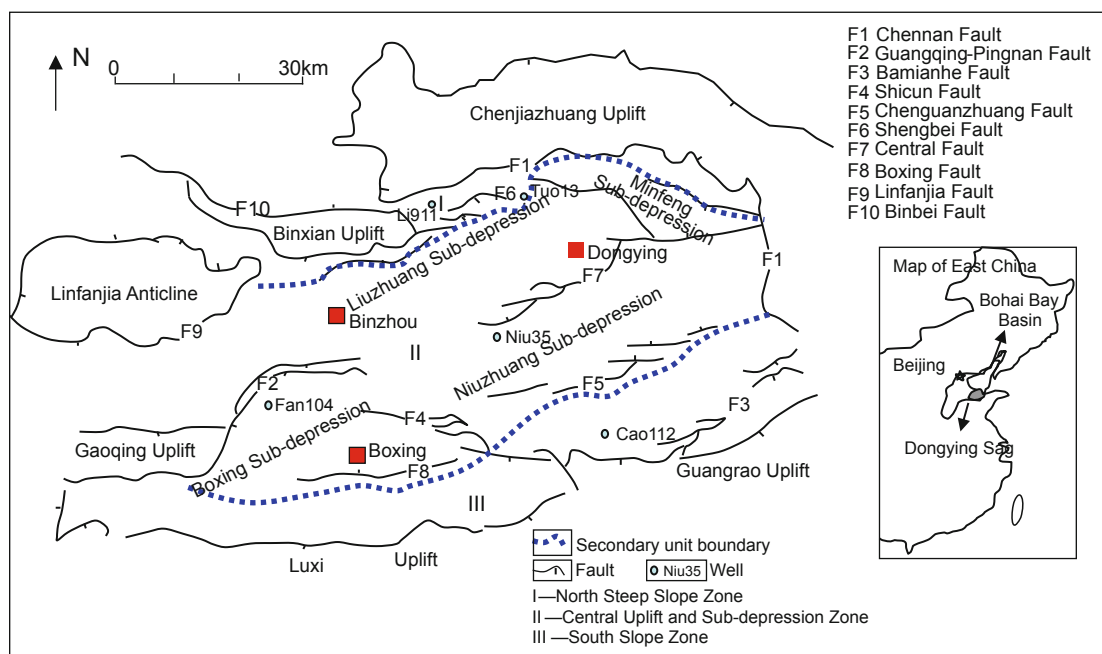 N
0 30km
Chenjiazhuang Uplift
F1
F10
Li911
I
F6
Tuo13
Minfeng
Sub-depression
Binxian Uplift
Linfanjia Anticline
F9
Liuzhuang Sub-depression
Dongying
F7
F1
Binzhou
II
Niu35
Niuzhuang Sub-depression
F2
Fan104
F4
F5
F3
Cao112
Gaoqing Uplift
Boxing Sub-depression
Boxing
F8
Guangrao Uplift
III
Luxi Uplift
F1 Chennan Fault
F2 Guangqing-Pingnan Fault
F3 Bamianhe Fault
F4 Shicun Fault
F5 Chenguanzhuang Fault
F6 Shengbei Fault
F7 Central Fault
F8 Boxing Fault
F9 Linfanjia Fault
F10 Binbei Fault
Map of East China
Bohai Bay
Basin
Beijing
Dongying Sag
Secondary unit boundary
Fault Niu35 Well
I—North Steep Slope Zone
II—Central Uplift and Sub-depression Zone
III—South Slope Zone